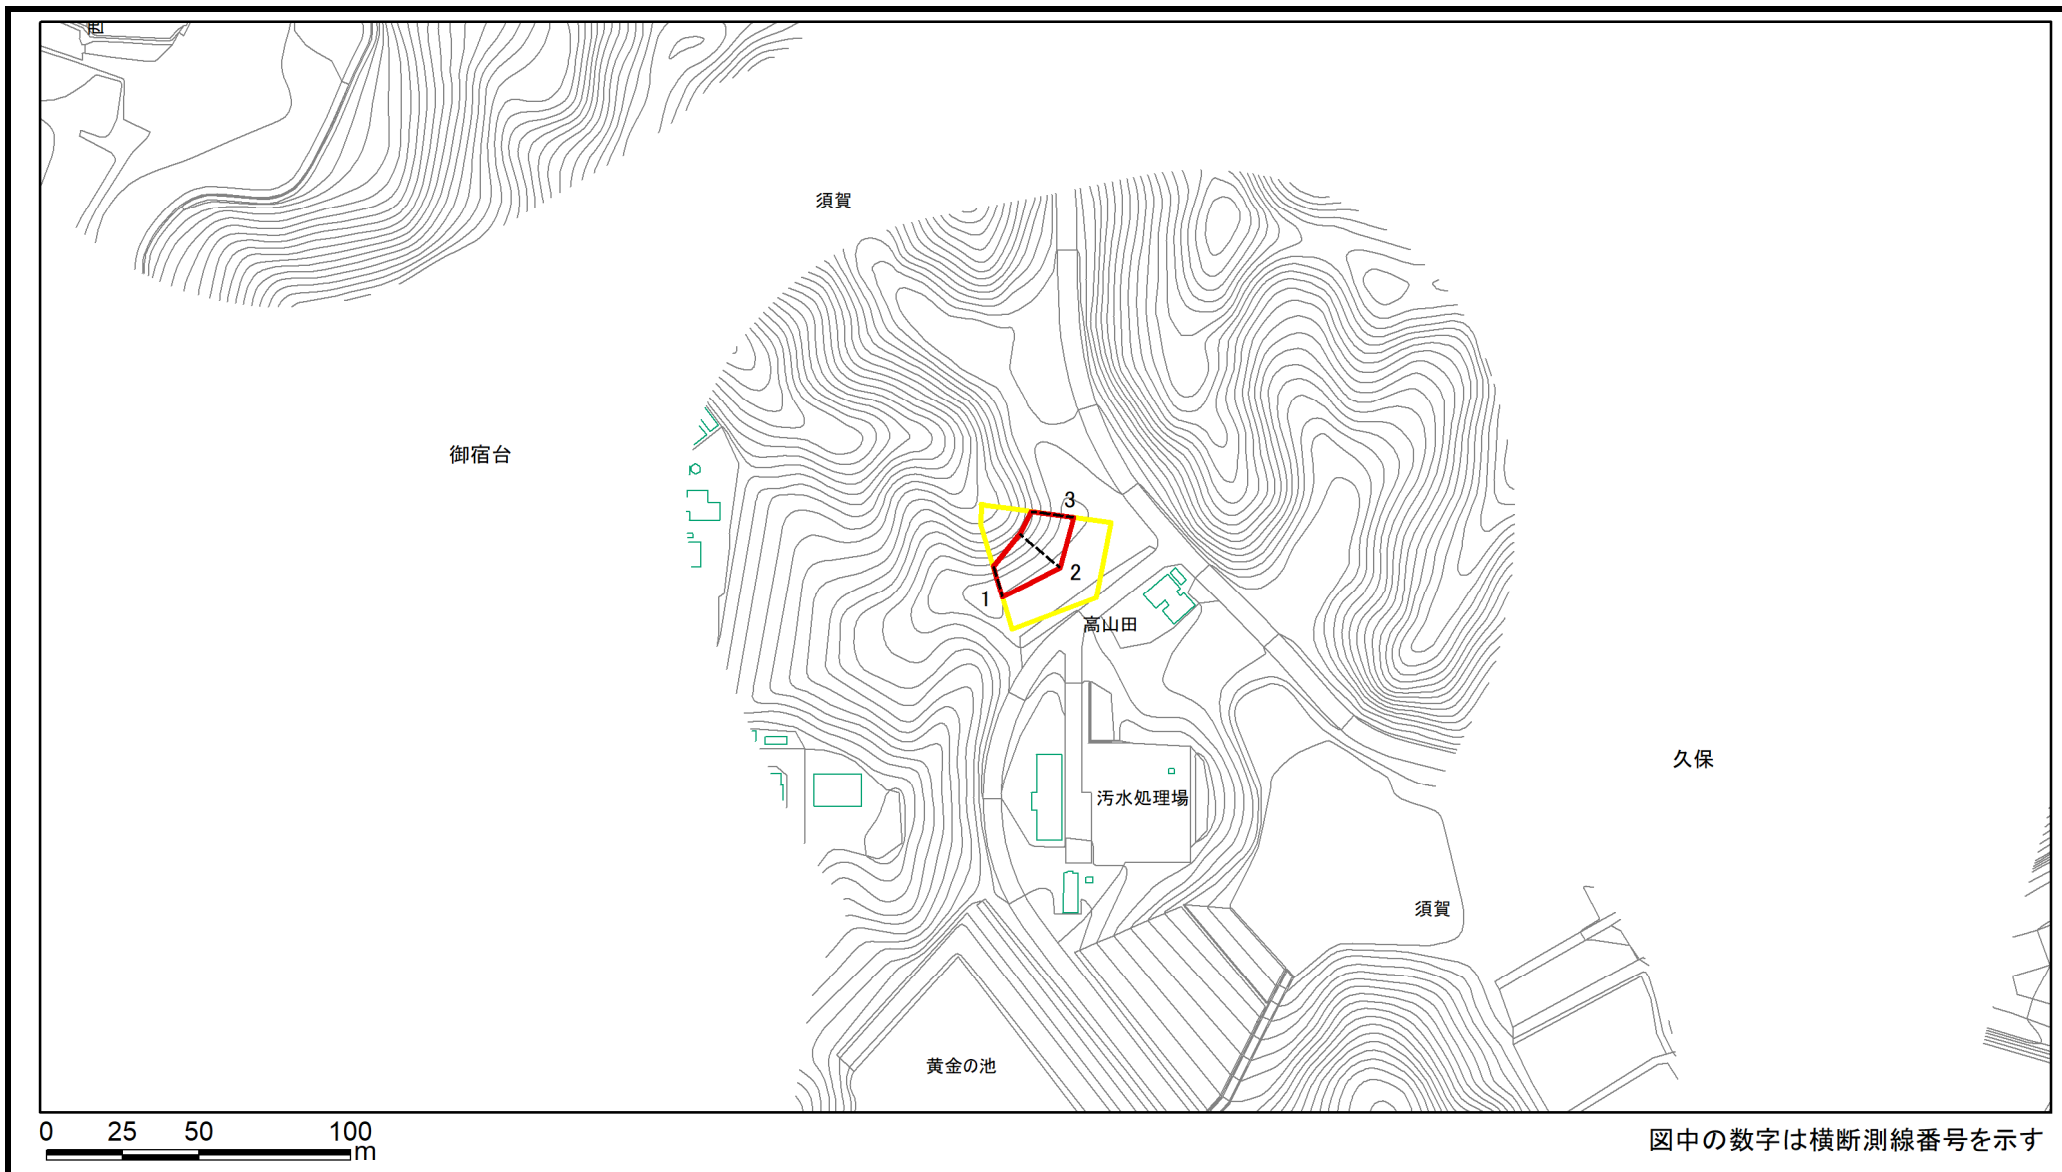 須賀
御宿台
3
2
1
高山田
久保
汚水処理場
須賀
黄金の池
0 25 50 100
m
図中の数字は横断測線番号を示す